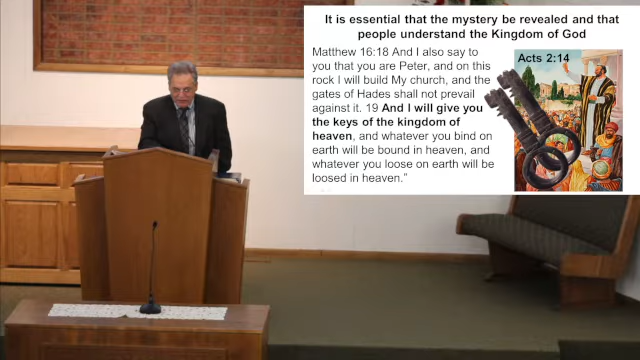 It is essential that the mystery be revealed and that
people understand the Kingdom of God
Matthew 16:18 And I also say to
you that you are Peter, and on this
rock I will build My church, and the
gates of Hades shall not prevail
against it. 19 And I will give you
the keys of the kingdom of
heaven, and whatever you bind on
earth will be bound in heaven, and
whatever you loose on earth will be
loosed in heaven.”
Acts 2:14